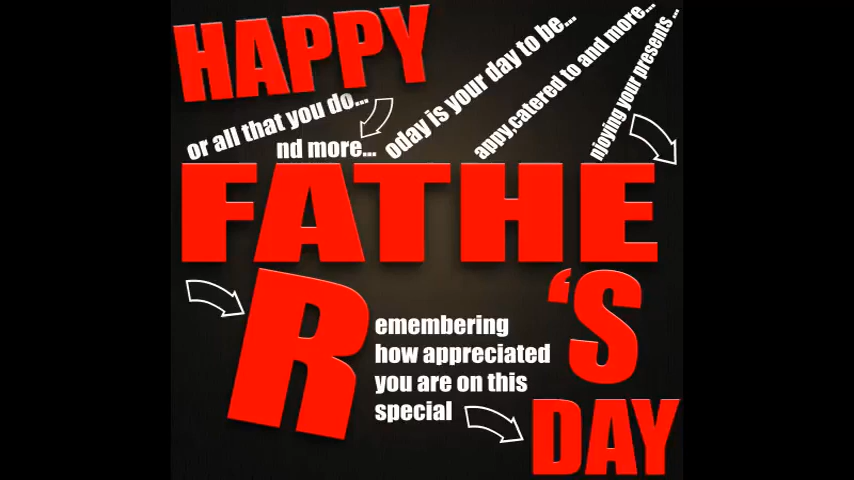 HAPPY
or all that you do...
nd more...
oday is your day to be...
appy,catered to and more...
njoying your presents...
FATHE
R
‘S
emembering
how appreciated
you are on this
special
DAY